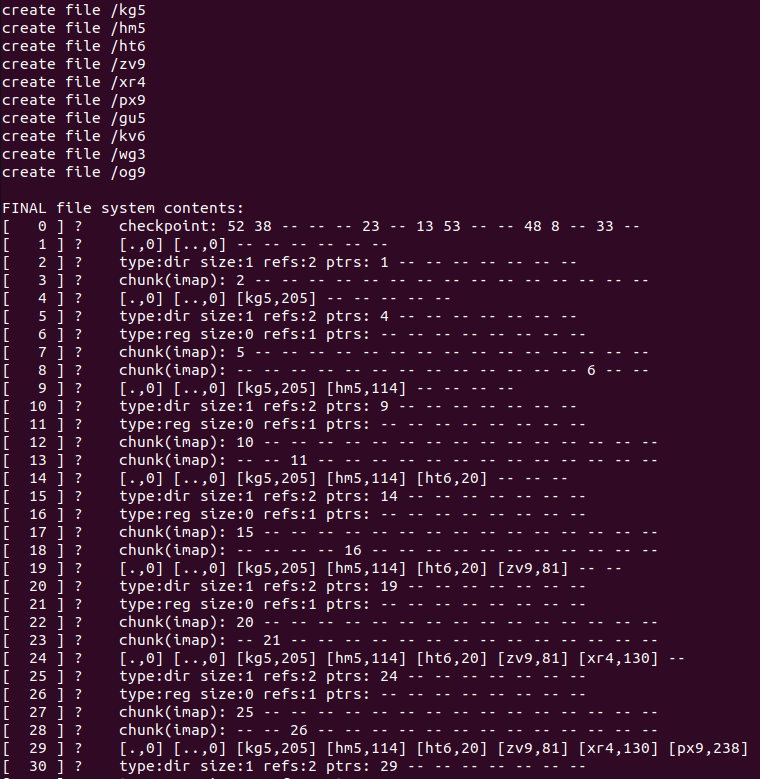 create file /kg5
create file /hm5
create file /ht6
create file /zv9
create file /xr4
create file /px9
create file /gu5
create file /kv6
create file /wg3
create file /og9
FINAL file system contents:
[   0 ] ?    checkpoint: 52 38 -- -- -- 23 -- 13 53 -- -- 48 8 -- 33 --
[   1 ] ?    [.,0] [..,0] -- -- -- -- -- --
[   2 ] ?    type:dir size:1 refs:2 ptrs: 1 -- -- -- -- -- -- --
[   3 ] ?    chunk(imap): 2 -- -- -- -- -- -- -- -- -- -- -- -- -- -- --
[   4 ] ?    [.,0] [..,0] [kg5,205] -- -- -- -- --
[   5 ] ?    type:dir size:1 refs:2 ptrs: 4 -- -- -- -- -- -- --
[   6 ] ?    type:reg size:0 refs:1 ptrs: -- -- -- -- -- -- -- --
[   7 ] ?    chunk(imap): 5 -- -- -- -- -- -- -- -- -- -- -- -- -- -- --
[   8 ] ?    chunk(imap): -- -- -- -- -- -- -- -- -- -- -- -- -- 6 -- --
[   9 ] ?    [.,0] [..,0] [kg5,205] [hm5,114] -- -- -- --
[  10 ] ?    type:dir size:1 refs:2 ptrs: 9 -- -- -- -- -- -- --
[  11 ] ?    type:reg size:0 refs:1 ptrs: -- -- -- -- -- -- -- --
[  12 ] ?    chunk(imap): 10 -- -- -- -- -- -- -- -- -- -- -- -- -- -- --
[  13 ] ?    chunk(imap): -- -- 11 -- -- -- -- -- -- -- -- -- -- -- -- --
[  14 ] ?    [.,0] [..,0] [kg5,205] [hm5,114] [ht6,20] -- -- --
[  15 ] ?    type:dir size:1 refs:2 ptrs: 14 -- -- -- -- -- -- --
[  16 ] ?    type:reg size:0 refs:1 ptrs: -- -- -- -- -- -- -- --
[  17 ] ?    chunk(imap): 15 -- -- -- -- -- -- -- -- -- -- -- -- -- -- --
[  18 ] ?    chunk(imap): -- -- -- -- 16 -- -- -- -- -- -- -- -- -- -- --
[  19 ] ?    [.,0] [..,0] [kg5,205] [hm5,114] [ht6,20] [zv9,81] -- --
[  20 ] ?    type:dir size:1 refs:2 ptrs: 19 -- -- -- -- -- -- --
[  21 ] ?    type:reg size:0 refs:1 ptrs: -- -- -- -- -- -- -- --
[  22 ] ?    chunk(imap): 20 -- -- -- -- -- -- -- -- -- -- -- -- -- -- --
[  23 ] ?    chunk(imap): -- 21 -- -- -- -- -- -- -- -- -- -- -- -- -- --
[  24 ] ?    [.,0] [..,0] [kg5,205] [hm5,114] [ht6,20] [zv9,81] [xr4,130] --
[  25 ] ?    type:dir size:1 refs:2 ptrs: 24 -- -- -- -- -- -- --
[  26 ] ?    type:reg size:0 refs:1 ptrs: -- -- -- -- -- -- -- --
[  27 ] ?    chunk(imap): 25 -- -- -- -- -- -- -- -- -- -- -- -- -- -- --
[  28 ] ?    chunk(imap): -- -- 26 -- -- -- -- -- -- -- -- -- -- -- -- --
[  29 ] ?    [.,0] [..,0] [kg5,205] [hm5,114] [ht6,20] [zv9,81] [xr4,130] [px9,238]
[  30 ] ?    type:dir size:1 refs:2 ptrs: 29 -- -- -- -- -- -- --